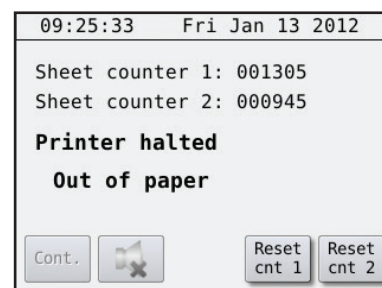 09:25:33 Fri Jan 13 2012
Sheet counter 1: 001305
Sheet counter 2: 000945
Printer halted
Out of paper
Cont.
Reset cnt 1
Reset cnt 2